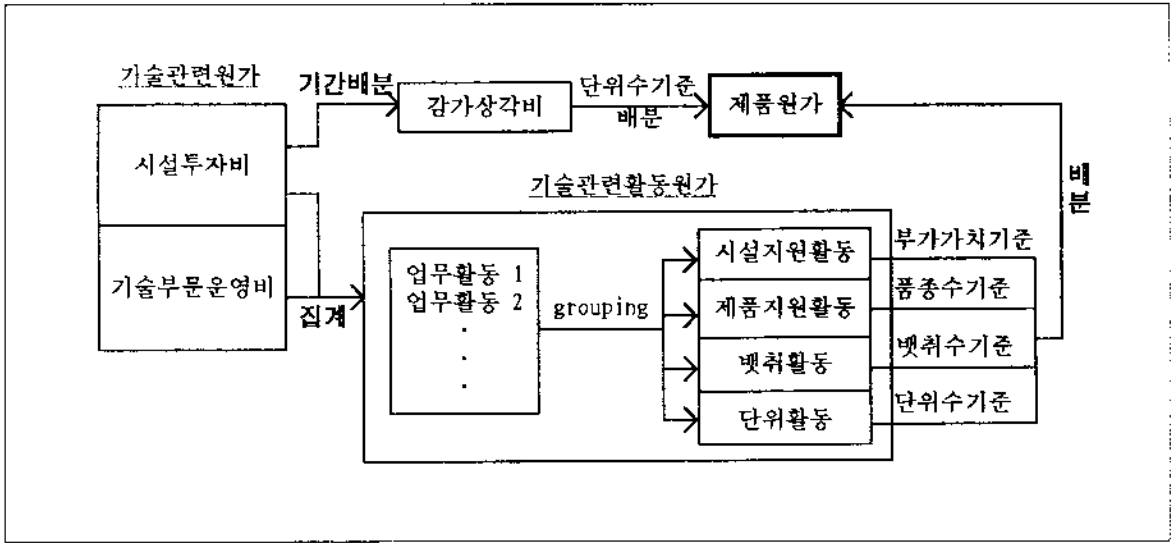 기술관련원가
시설투자비
기술부문운영비
기간배분
감가상각비
단위수기준
배분
제품원가
집계
기술관련활동원가
업무활동 1
업무활동 2
.
.
.
grouping
시설지원활동
제품지원활동
뱃취활동
단위활동
부가가치기준
품종수기준
뱃취수기준
단위수기준
배분